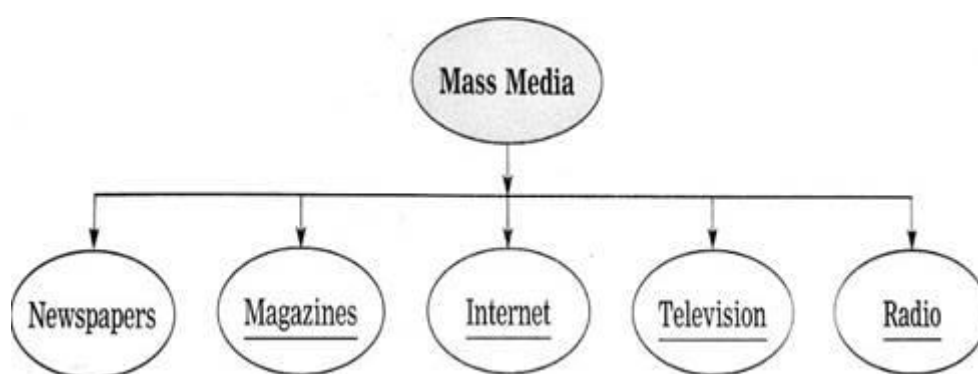 Mass Media
Newspapers
Magazines
Internet
Television
Radio